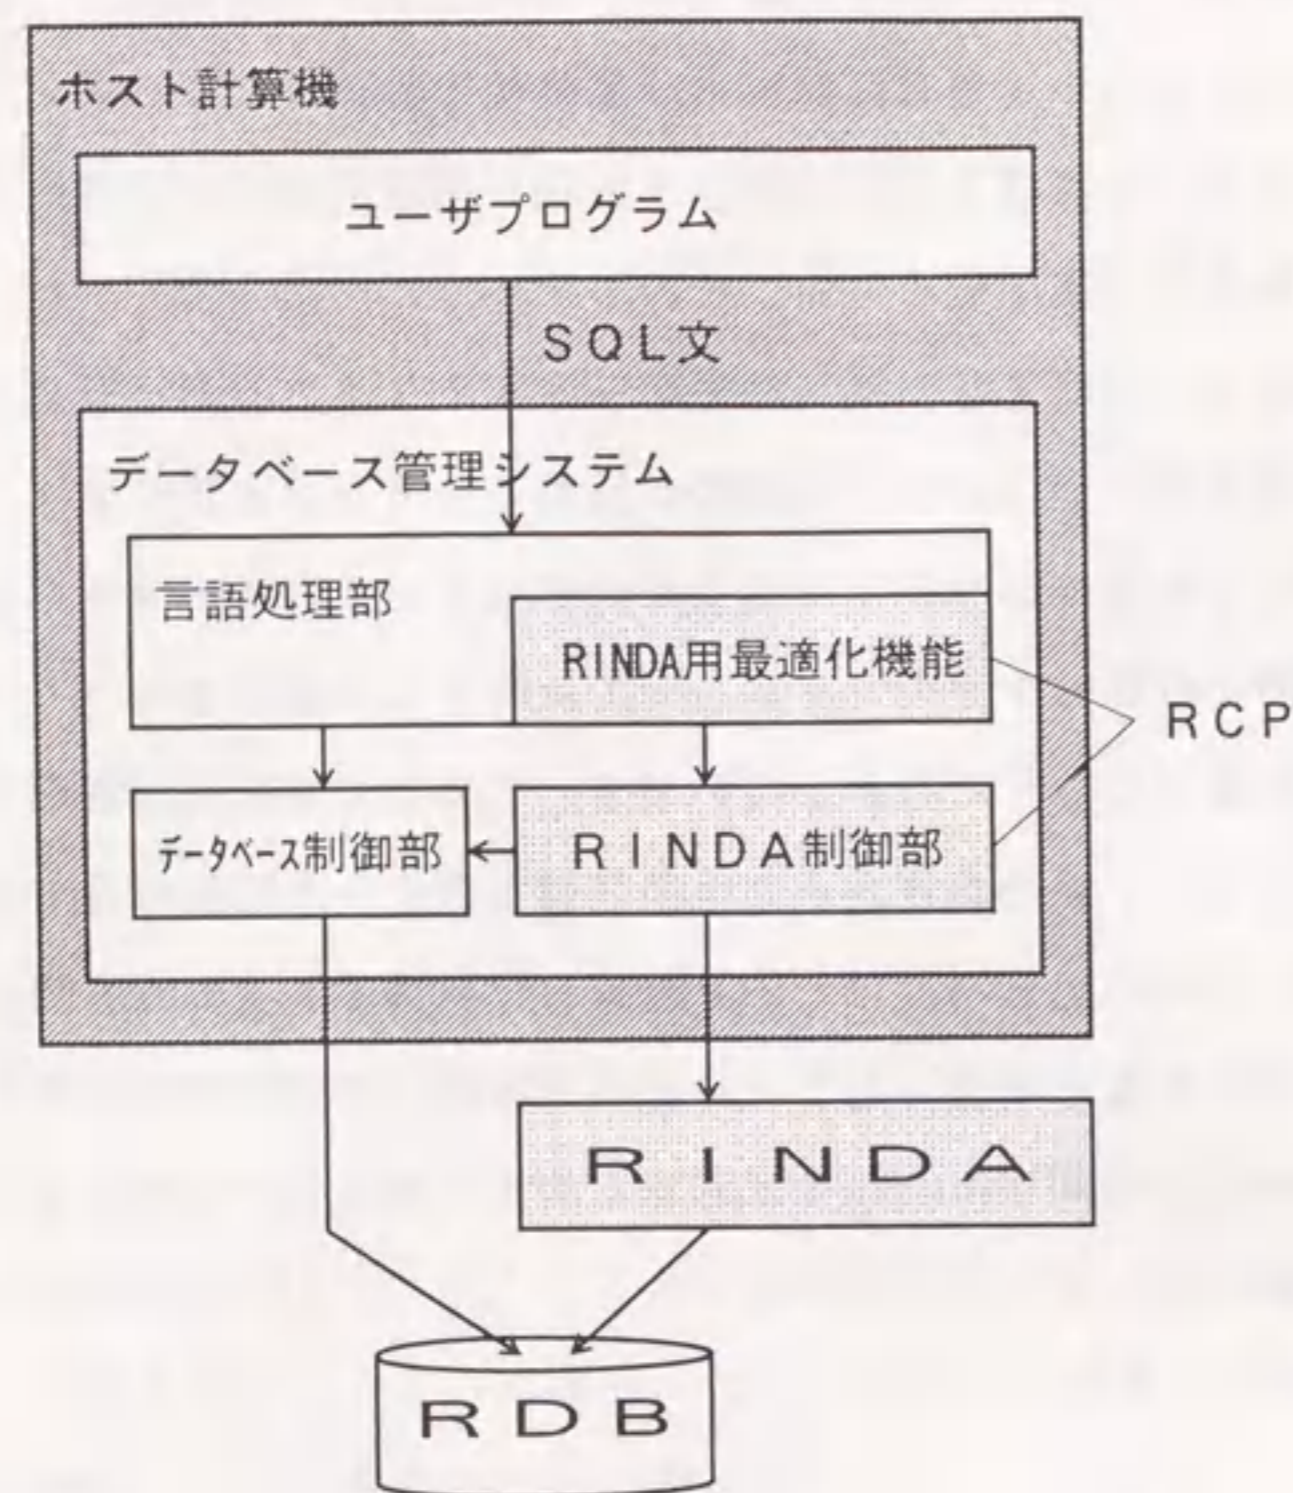 ホスト計算機
ユーザプログラム
SQL文
データベース管理システム
言語処理部
RINDA用最適化機能
RCP
データベース制御部
RINDA制御部
RINDA
RDB